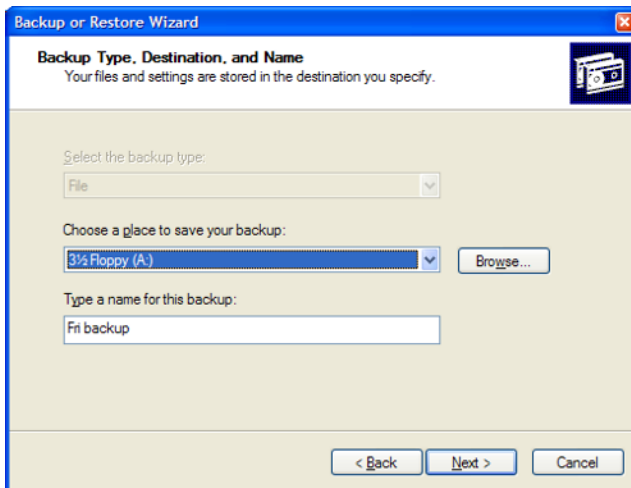 Backup or Restore Wizard
Backup Type, Destination, and Name
Your files and settings are stored in the destination you specify.
Select the backup type:
File
Choose a place to save your backup:
3½ Floppy (A:)
Browse...
Type a name for this backup:
Fri backup
< Back
Next >
Cancel